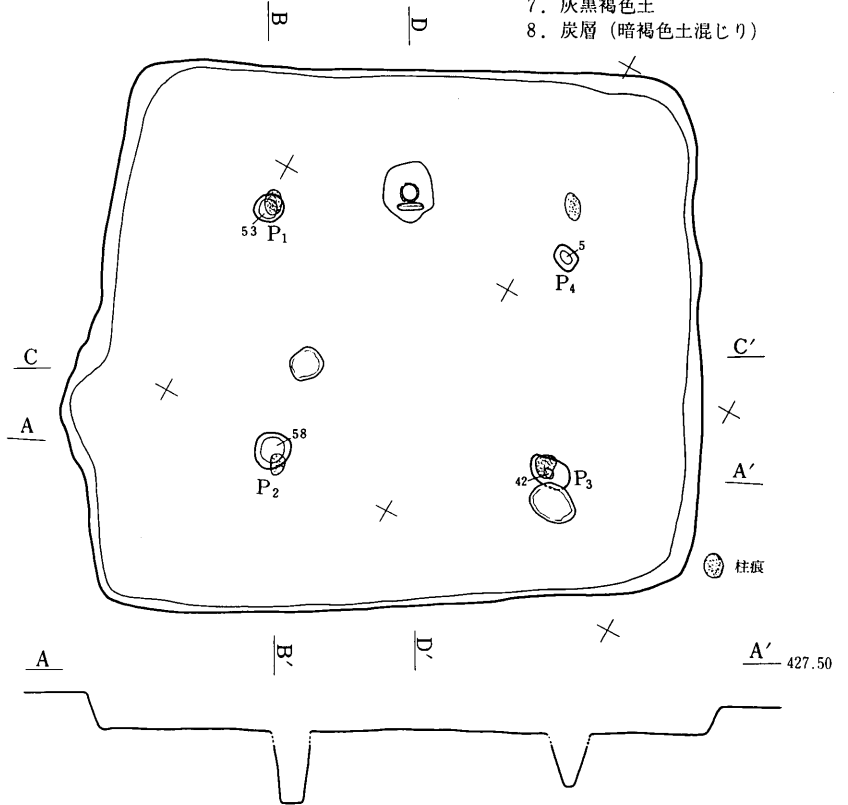 7. 灰黒褐色土
8. 炭層（暗褐色土混じり）
B D
53 P1
5
P4
C C′
A
58
P2
42 P3
A′
柱痕
B′ D′
A A′ 427.50